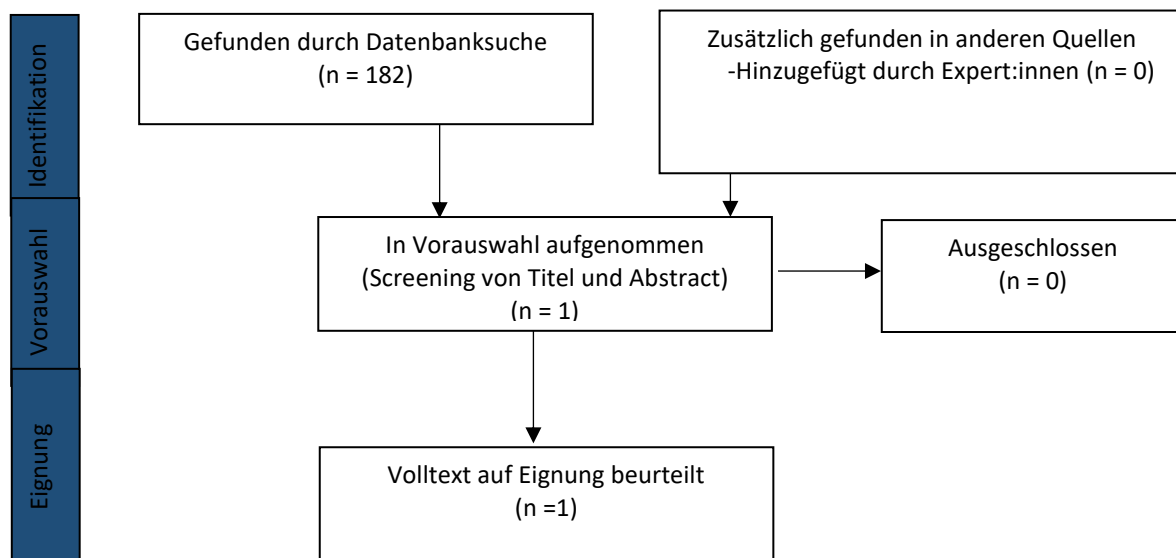 Identifikation
Gefunden durch Datenbanksuche
(n = 182)
Zusätzlich gefunden in anderen Quellen
-Hinzugefügt durch Expert:innen (n = 0)
Vorauswahl
In Vorauswahl aufgenommen
(Screening von Titel und Abstract)
(n = 1)
Ausgeschlossen
(n = 0)
Eignung
Volltext auf Eignung beurteilt
(n =1)